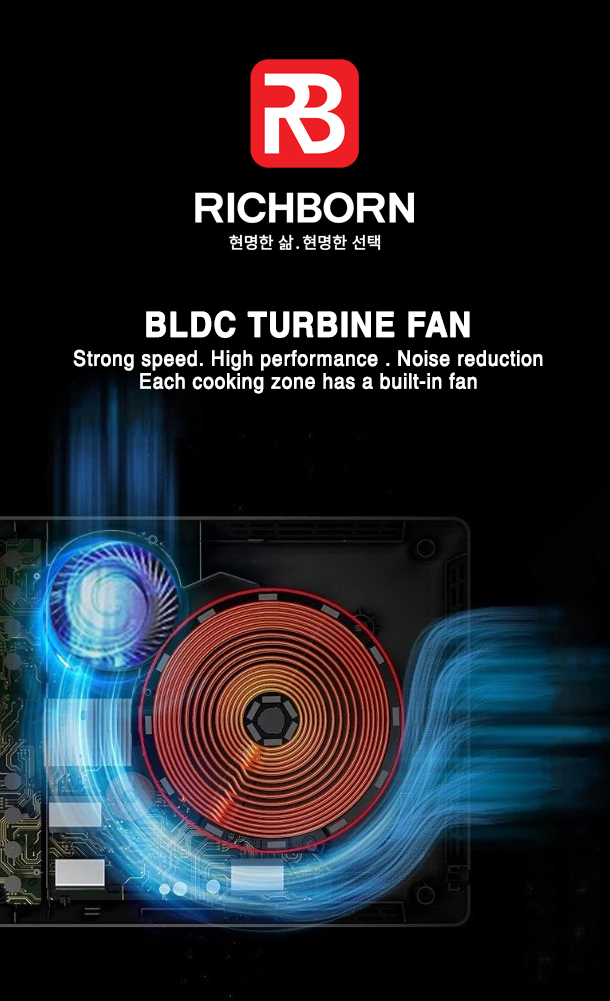 RB
RICHBORN
현명한 삶.현명한 선택
BLDC TURBINE FAN
Strong speed. High performance . Noise reduction
Each cooking zone has a built-in fan